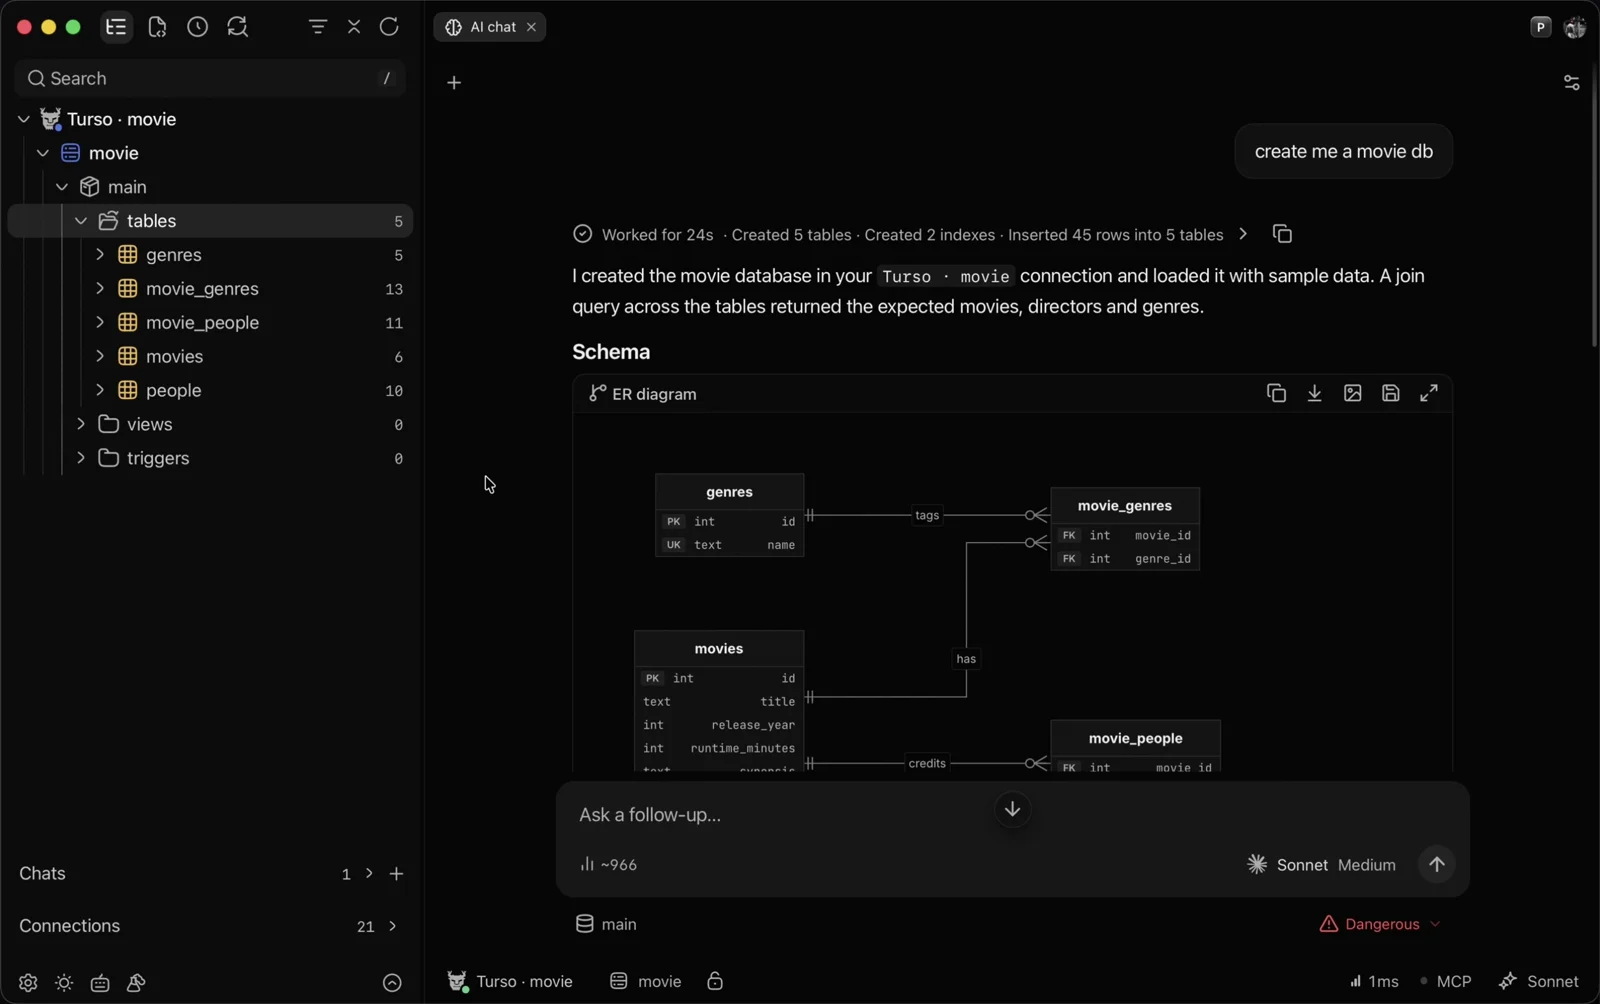 AI chat
P
Search /
Turso · movie
movie
main
tables 5
genres 5
movie_genres 13
movie_people 11
movies 6
people 10
views 0
triggers 0
Chats 1
Connections 21
create me a movie db
Worked for 24s · Created 5 tables · Created 2 indexes · Inserted 45 rows into 5 tables
I created the movie database in your Turso · movie connection and loaded it with sample data. A join
query across the tables returned the expected movies, directors and genres.
Schema
ER diagram
genres
PK int id
UK text name
tags
movie_genres
FK int movie_id
FK int genre_id
has
movies
PK int id
text title
int release_year
int runtime_minutes
text synopsis
credits
movie_people
FK int movie_id
Ask a follow-up...
~966
Sonnet Medium
main
Dangerous
Turso · movie
movie
1ms
MCP
Sonnet